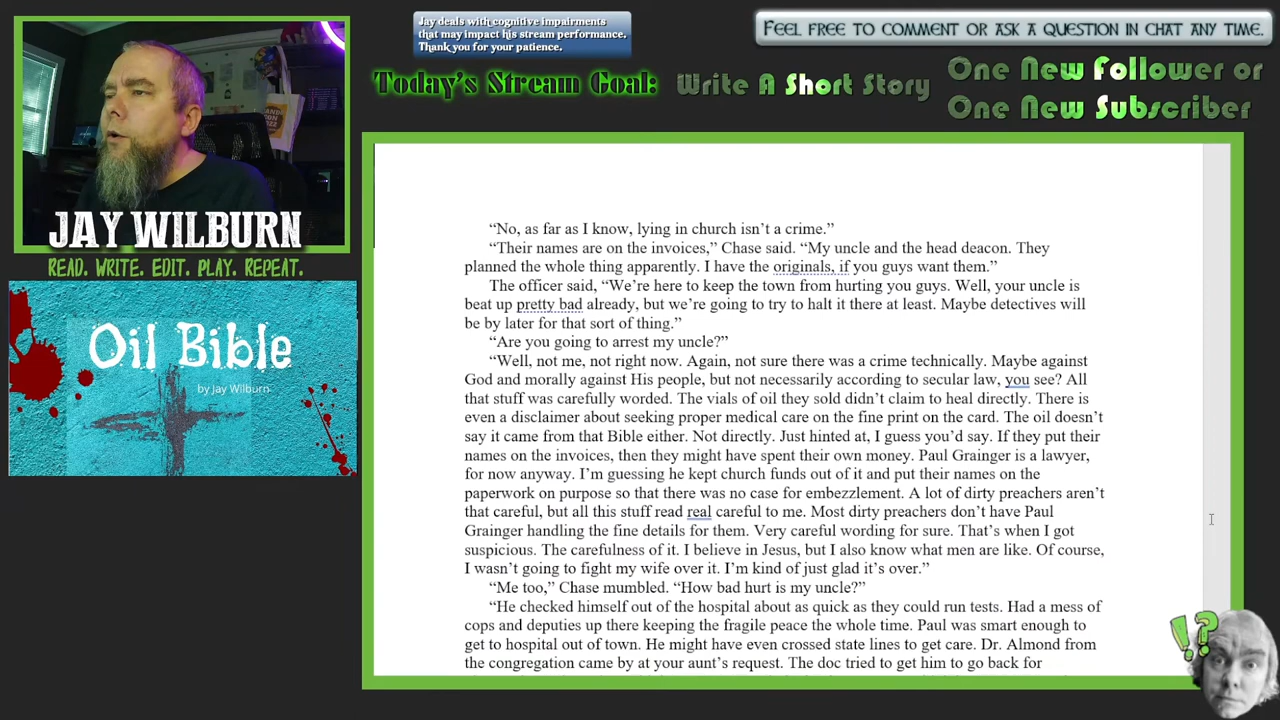 Jay deals with cognitive impairments
that may impact his stream performance.
Thank you for your patience.
Feel free to comment or ask a question in chat any time.
Today's Stream Goal:
Write A Short Story
One New Follower or
One New Subscriber
JAY WILBURN
READ. WRITE. EDIT. PLAY. REPEAT.
Oil Bible
by Jay Wilburn
“No, as far as I know, lying in church isn’t a crime.”
“Their names are on the invoices,” Chase said. “My uncle and the head deacon. They
planned the whole thing apparently. I have the originals, if you guys want them.”
The officer said, “We’re here to keep the town from hurting you guys. Well, your uncle is
beat up pretty bad already, but we’re going to try to halt it there at least. Maybe detectives will
be by later for that sort of thing.”
“Are you going to arrest my uncle?”
“Well, not me, not right now. Again, not sure there was a crime technically. Maybe against
God and morally against His people, but not necessarily according to secular law, you see? All
that stuff was carefully worded. The vials of oil they sold didn’t claim to heal directly. There is
even a disclaimer about seeking proper medical care on the fine print on the card. The oil doesn’t
say it came from that Bible either. Not directly. Just hinted at, I guess you’d say. If they put their
names on the invoices, then they might have spent their own money. Paul Grainger is a lawyer,
for now anyway. I’m guessing he kept church funds out of it and put their names on the
paperwork on purpose so that there was no case for embezzlement. A lot of dirty preachers aren’t
that careful, but all this stuff read real careful to me. Most dirty preachers don’t have Paul
Grainger handling the fine details for them. Very careful wording for sure. That’s when I got
suspicious. The carefulness of it. I believe in Jesus, but I also know what men are like. Of course,
I wasn’t going to fight my wife over it. I’m kind of just glad it’s over.”
“Me too,” Chase mumbled. “How bad hurt is my uncle?”
“He checked himself out of the hospital about as quick as they could run tests. Had a mess of
cops and deputies up there keeping the fragile peace the whole time. Paul was smart enough to
get to hospital out of town. He might have even crossed state lines to get care. Dr. Almond from
the congregation came by at your aunt’s request. The doc tried to get him to go back for
!?